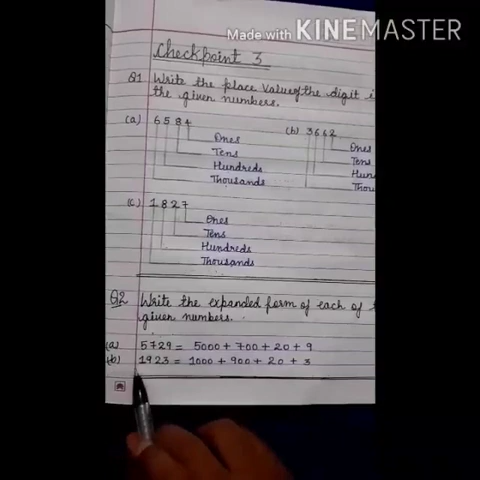 Made with KINEMASTER
Checkpoint 3
Q1 Write the place value of the digit
the given numbers.
(a) 6584
Ones
Tens
Hundreds
Thousands
(b) 3662
Ones
Tens
Hun
Thou
(c) 1827
Ones
Tens
Hundreds
Thousands
Q2 Write the expanded form of each of
given numbers.
(a) 5729 = 5000 + 700 + 20 + 9
(b) 1923 = 1000 + 900 + 20 + 3